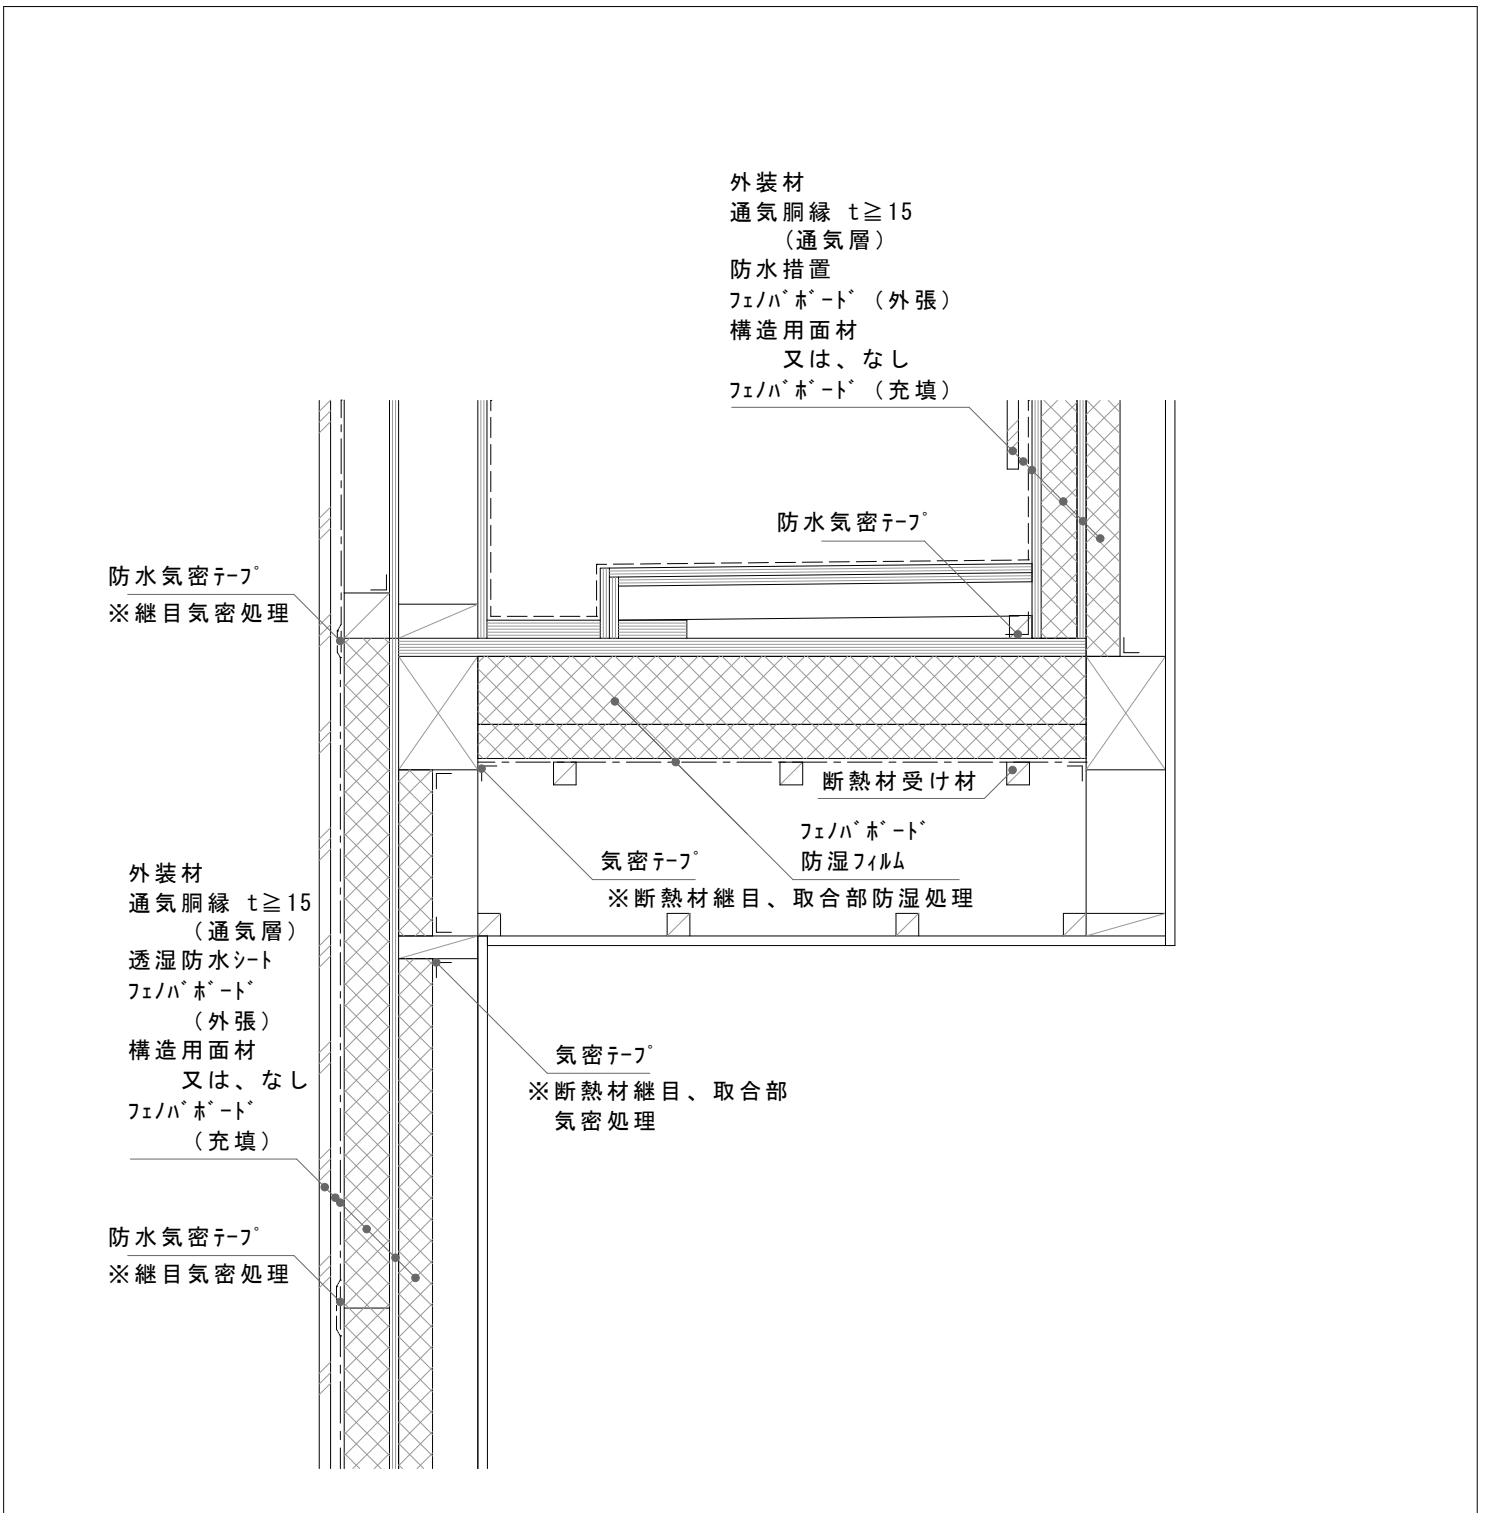 外装材
通気胴縁 t≧15
(通気層)
防水措置
ﾌｪﾉﾊﾞﾎﾞｰﾄﾞ(外張)
構造用面材
又は、なし
ﾌｪﾉﾊﾞﾎﾞｰﾄﾞ(充填)
防水気密ﾃｰﾌﾟ
防水気密ﾃｰﾌﾟ
※継目気密処理
断熱材受け材
ﾌｪﾉﾊﾞﾎﾞｰﾄﾞ
防湿ﾌｨﾙﾑ
気密ﾃｰﾌﾟ
※断熱材継目、取合部防湿処理
外装材
通気胴縁 t≧15
(通気層)
透湿防水ｼｰﾄ
ﾌｪﾉﾊﾞﾎﾞｰﾄﾞ
(外張)
構造用面材
又は、なし
ﾌｪﾉﾊﾞﾎﾞｰﾄﾞ
(充填)
気密ﾃｰﾌﾟ
※断熱材継目、取合部
気密処理
防水気密ﾃｰﾌﾟ
※継目気密処理